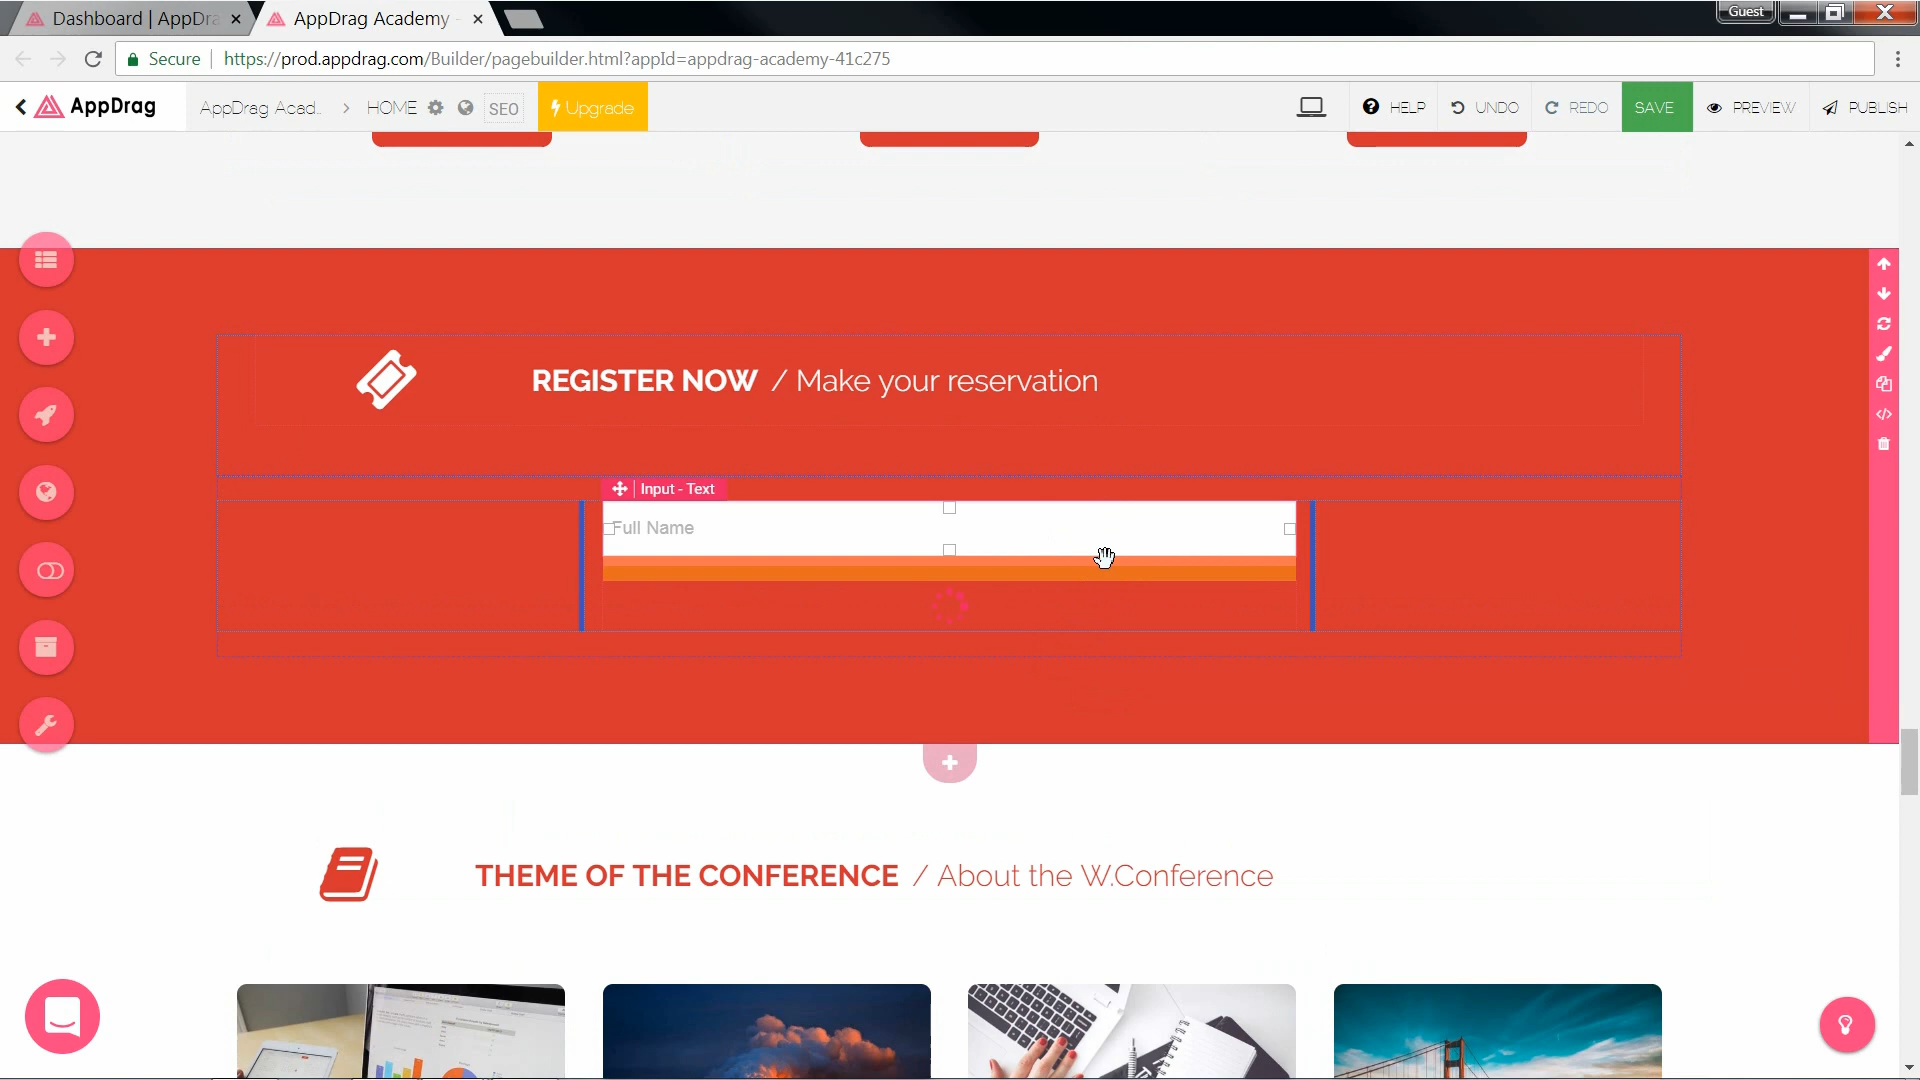 Dashboard | AppDra
AppDrag Academy -
Guest
Secure
https://prod.appdrag.com/Builder/pagebuilder.html?appId=appdrag-academy-41c275
AppDrag
AppDrag Acad..
HOME
SEO
Upgrade
HELP
UNDO
REDO
SAVE
PREVIEW
PUBLISH
REGISTER NOW / Make your reservation
Input - Text
Full Name
THEME OF THE CONFERENCE / About the W.Conference